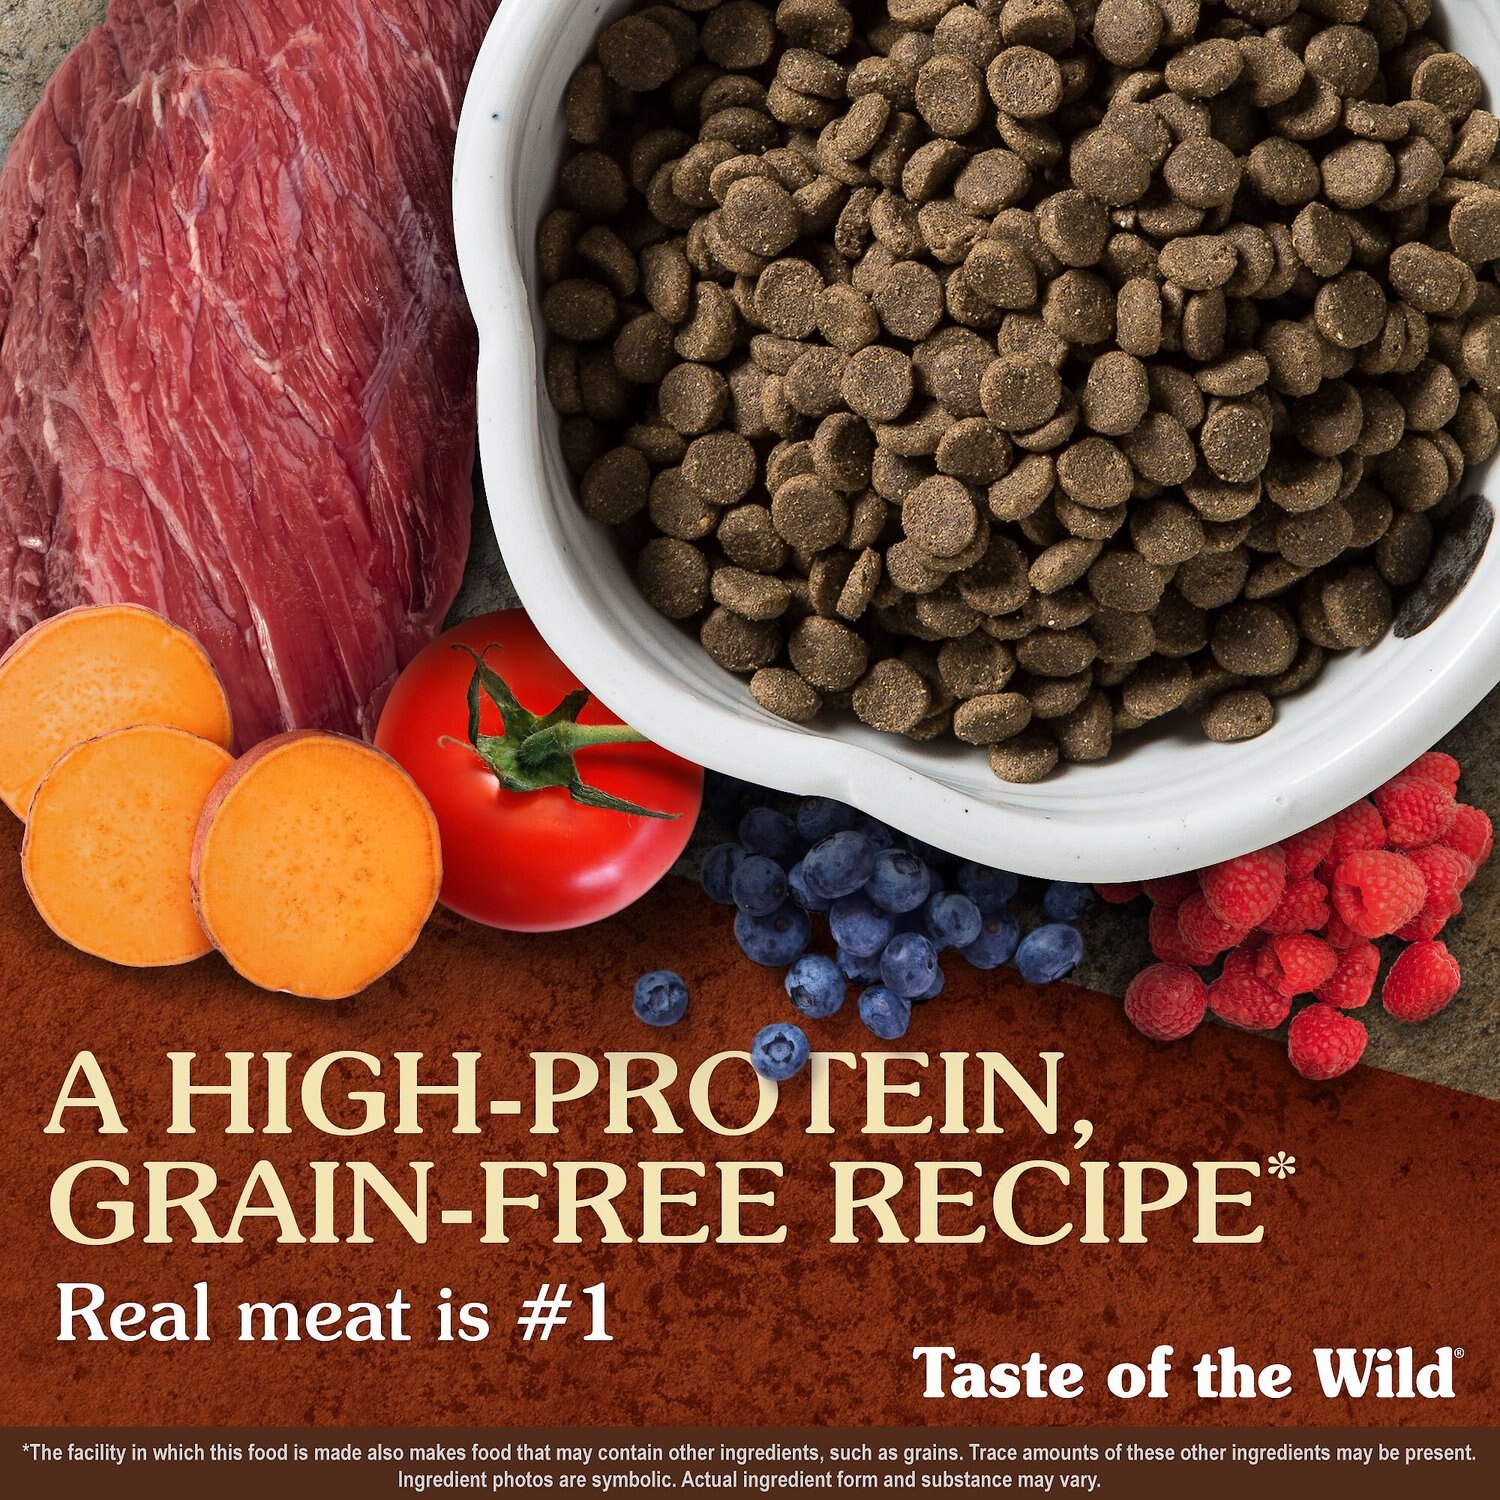 A HIGH-PROTEIN,
GRAIN-FREE RECIPE*
Real meat is #1
Taste of the Wild®
*The facility in which this food is made also makes food that may contain other ingredients, such as grains. Trace amounts of these other ingredients may be present.
Ingredient photos are symbolic. Actual ingredient form and substance may vary.